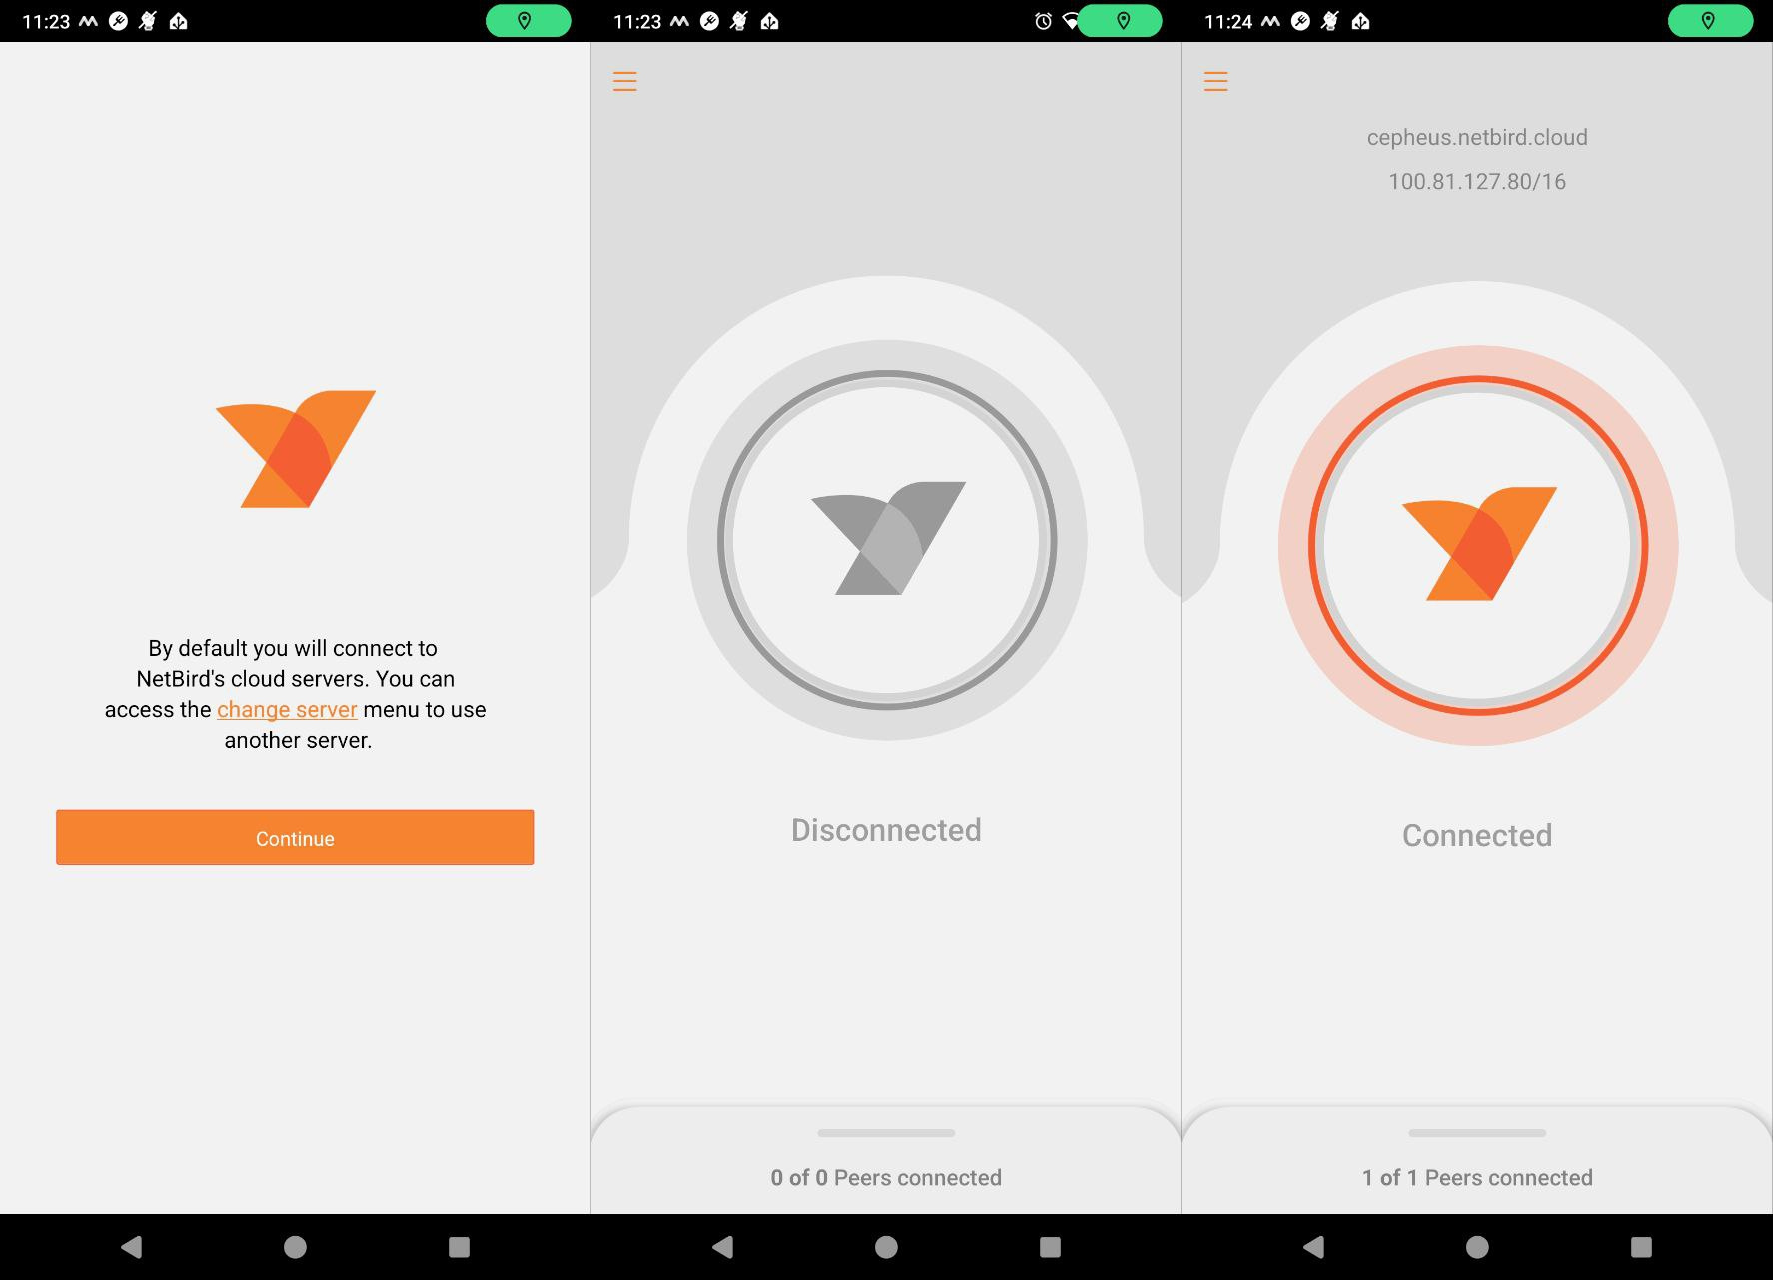 11:23
By default you will connect to
NetBird's cloud servers. You can
access the change server menu to use
another server.
Continue
11:23
Disconnected
0 of 0 Peers connected
11:24
cepheus.netbird.cloud
100.81.127.80/16
Connected
1 of 1 Peers connected